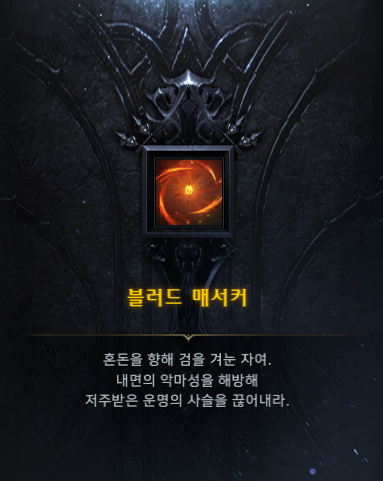 블러드 매서커
혼돈을 향해 검을 겨눈 자여.
내면의 악마성을 해방해
저주받은 운명의 사슬을 끊어내라.